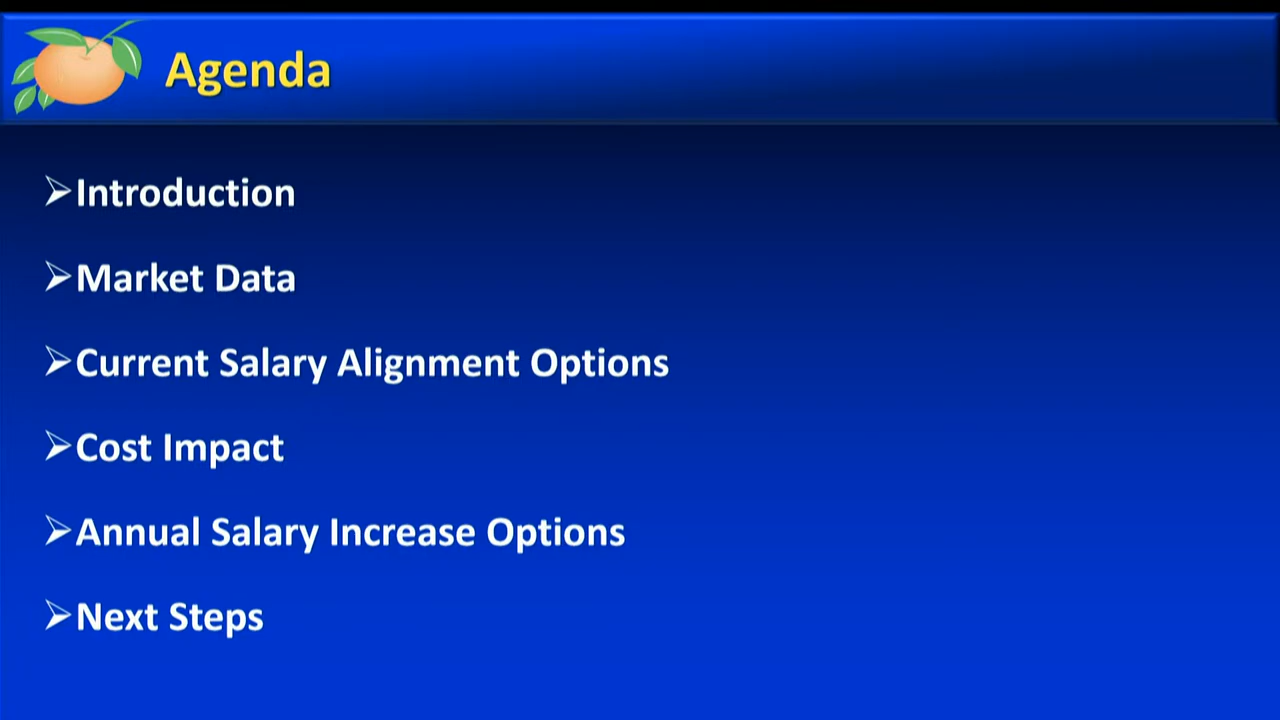 Agenda
➢Introduction
➢Market Data
➢Current Salary Alignment Options
➢Cost Impact
➢Annual Salary Increase Options
➢Next Steps